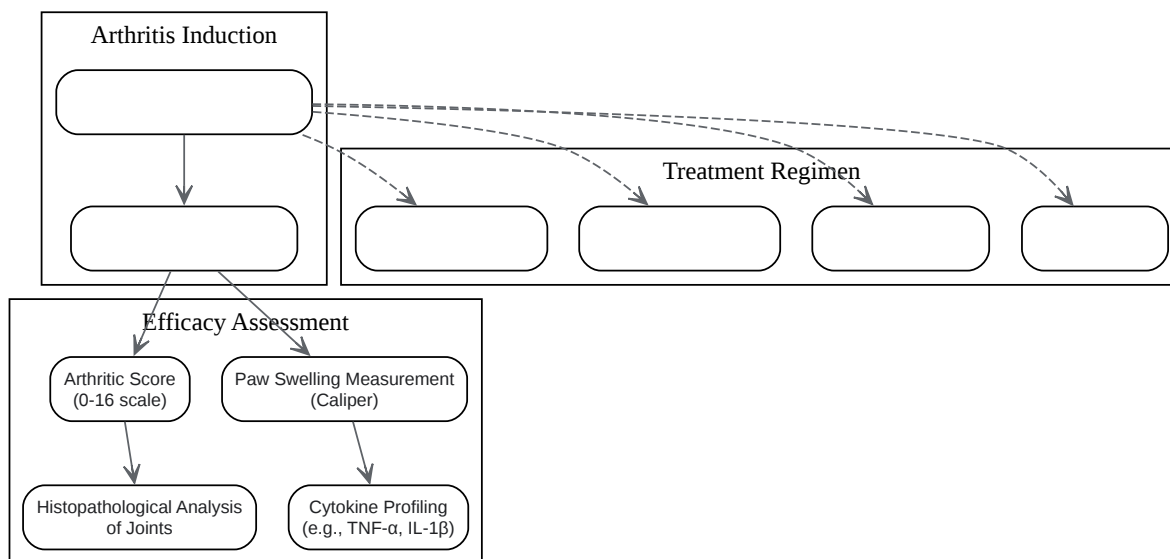 Arthritis Induction
Treatment Regimen
Efficacy Assessment
Arthritic Score
(0-16 scale)
Paw Swelling Measurement
(Caliper)
Histopathological Analysis
of Joints
Cytokine Profiling
(e.g., TNF-α, IL-1β)